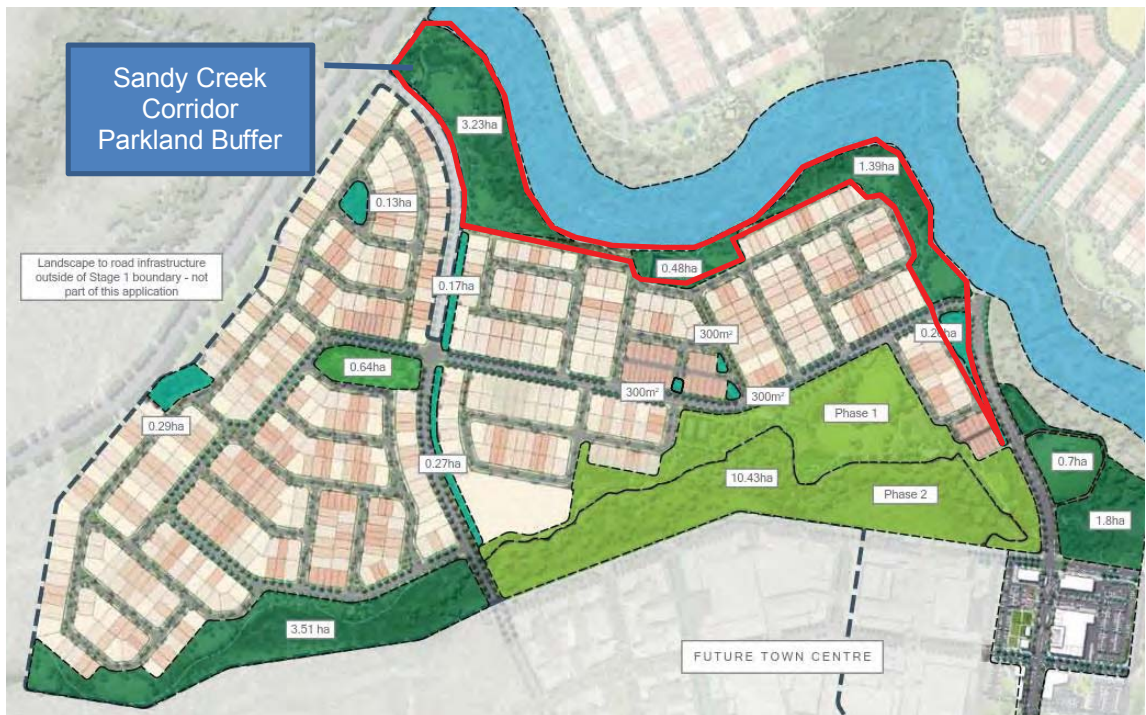 Sandy Creek
Corridor
Parkland Buffer
3.23ha
1.39ha
0.13ha
Landscape to road infrastructure
outside of Stage 1 boundary - not
part of this application
0.48ha
0.17ha
300m²
0.64ha
300m²
300m²
Phase 1
0.29ha
0.27ha
10.43ha
Phase 2
0.7ha
1.8ha
3.51 ha
FUTURE TOWN CENTRE